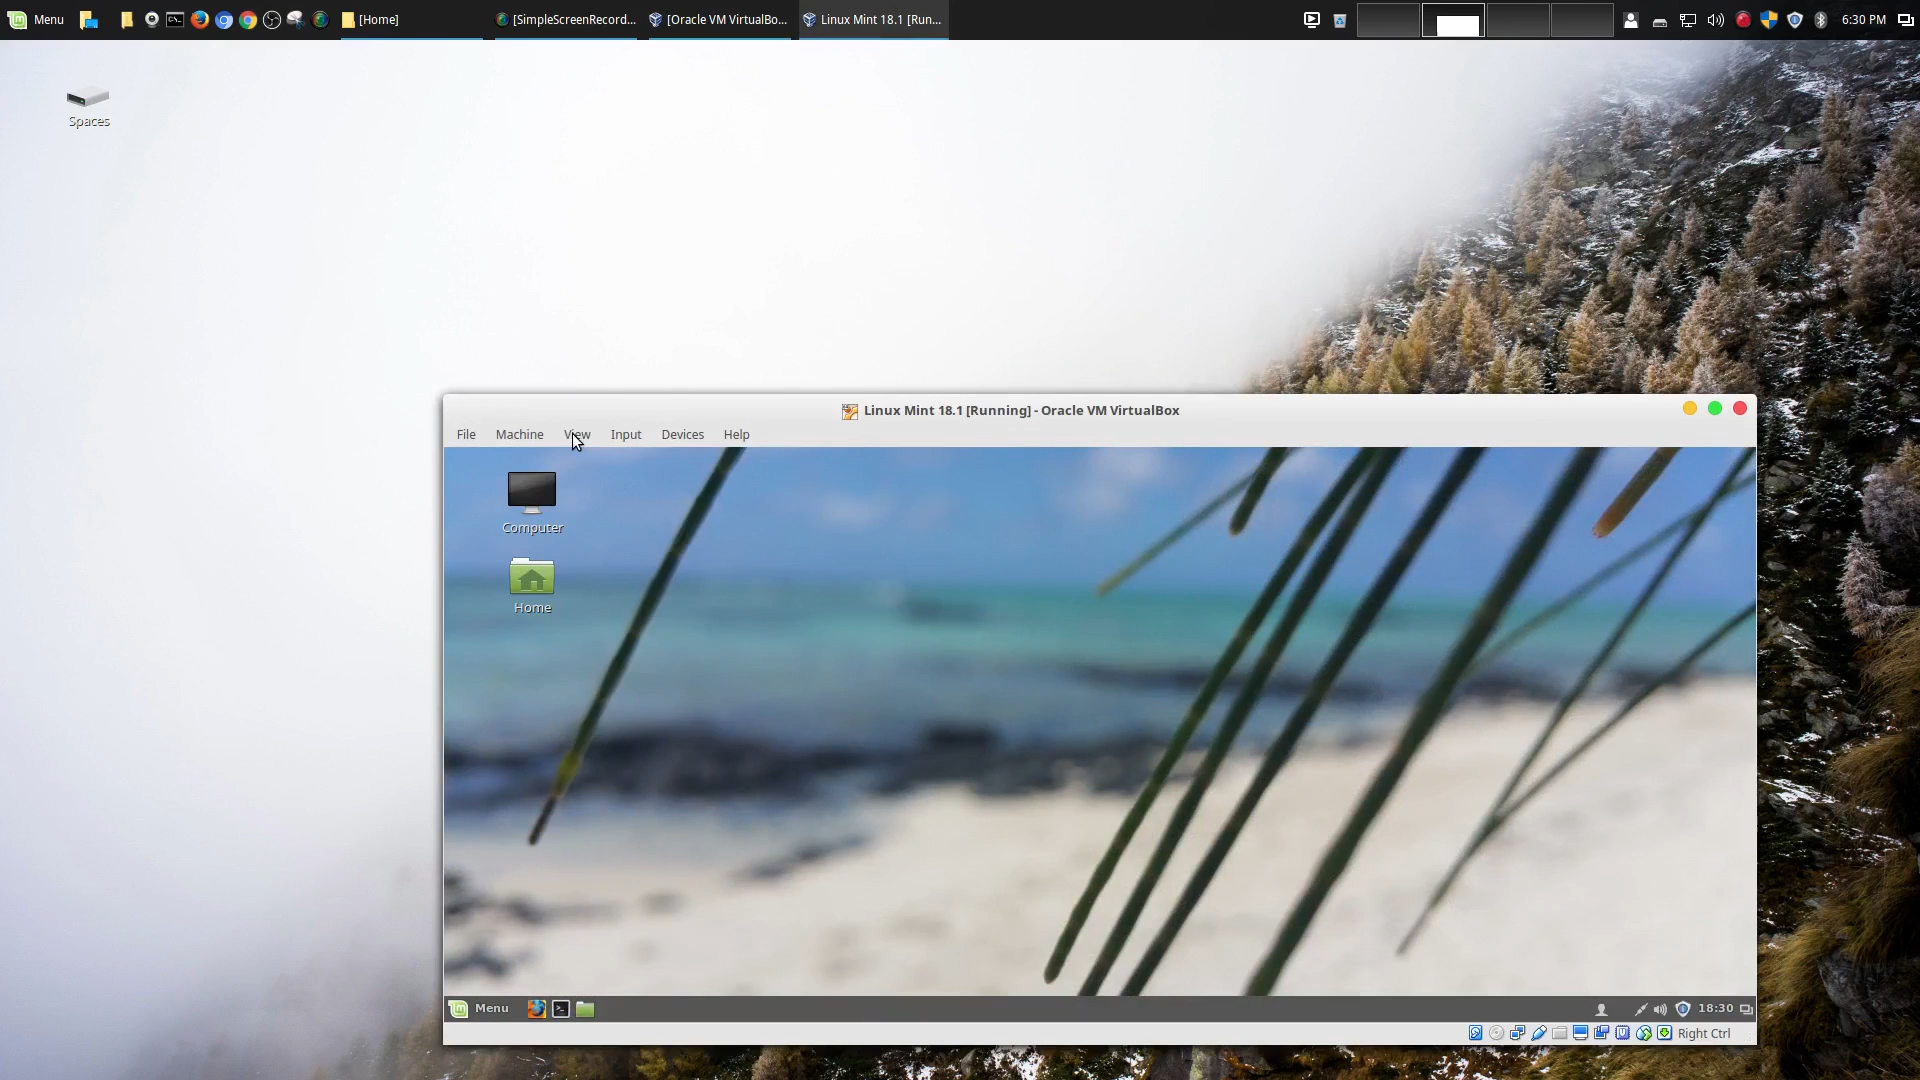 Menu
[Home]
[SimpleScreenRecord...
[Oracle VM VirtualBo...
Linux Mint 18.1 [Run...
6:30 PM
Spaces
Linux Mint 18.1 [Running] - Oracle VM VirtualBox
File Machine View Input Devices Help
Computer
Home
Menu
18:30
Right Ctrl